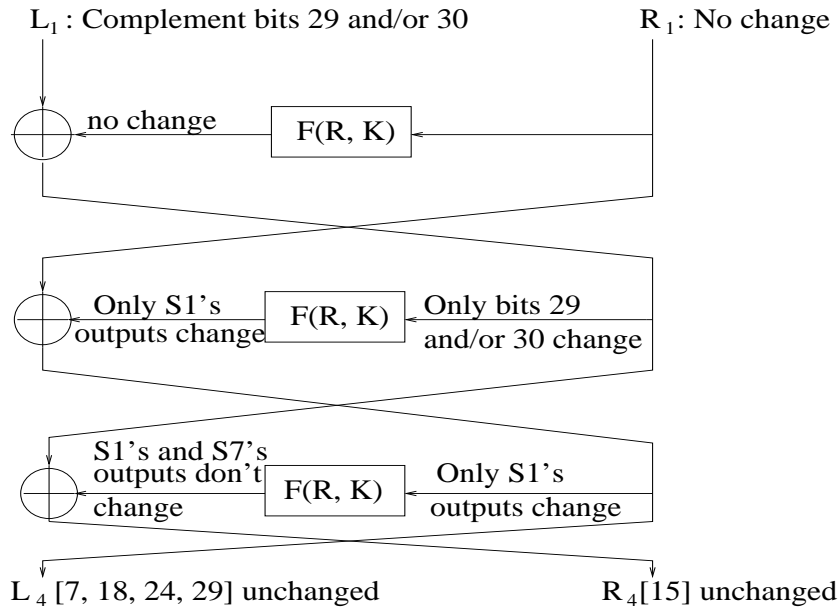 L1: Complement bits 29 and/or 30
R1: No change
no change
F(R, K)
Only S1's
outputs change
F(R, K)
Only bits 29
and/or 30 change
S1's and S7's
outputs don't
change
F(R, K)
Only S1's
outputs change
L4 [7, 18, 24, 29] unchanged
R4[15] unchanged